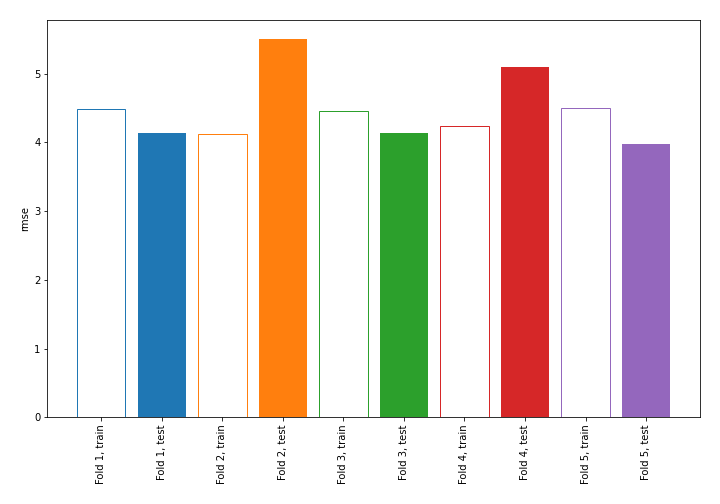 5
4
3
2
1
0
rmse
Fold 1, train
Fold 1, test
Fold 2, train
Fold 2, test
Fold 3, train
Fold 3, test
Fold 4, train
Fold 4, test
Fold 5, train
Fold 5, test